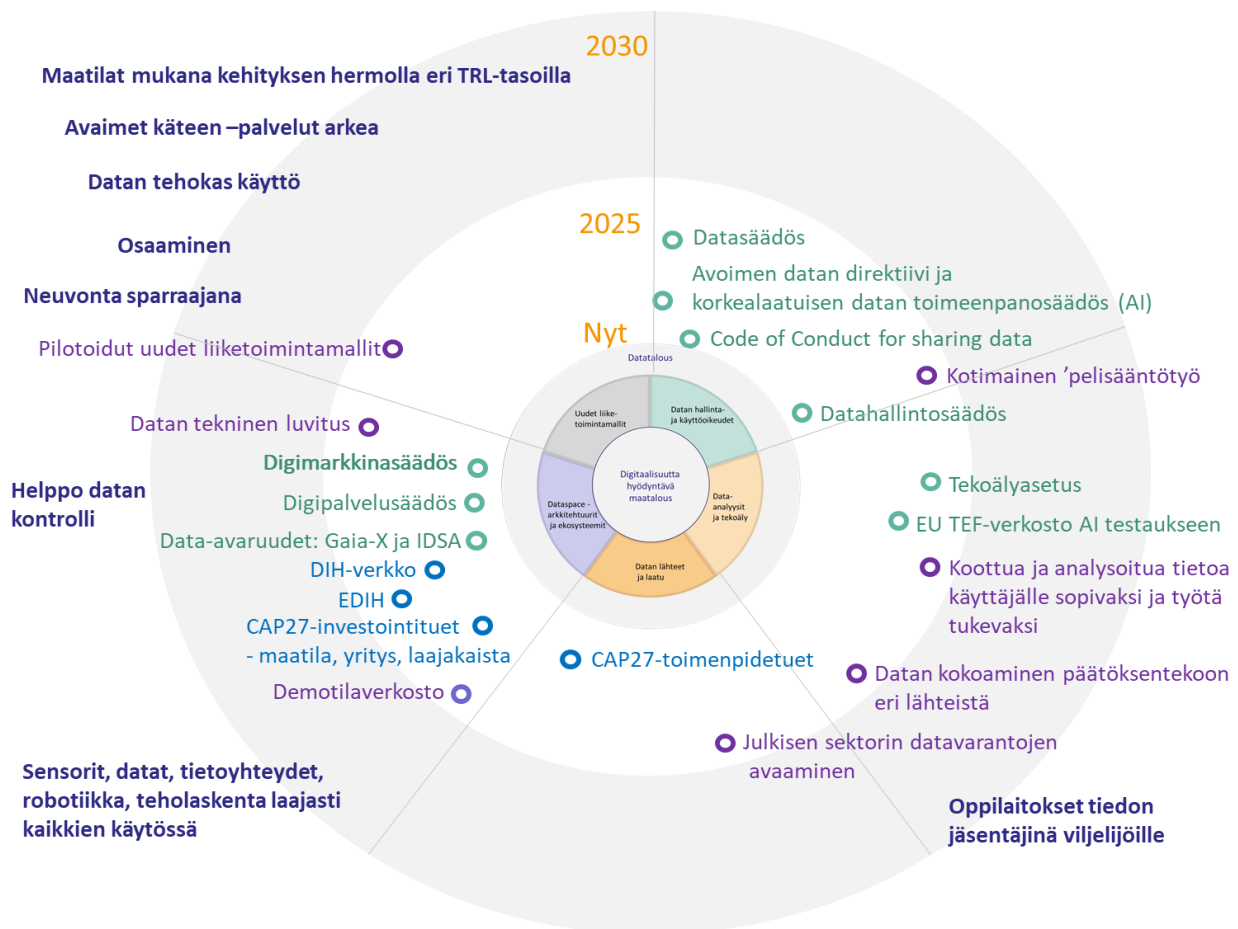 2030
Maatilat mukana kehityksen hermolla eri TRL-tasoilla
Avaimet käteen –palvelut arkea
Datan tehokas käyttö
Osaaminen
Neuvonta sparraajana
Pilotoidut uudet liiketoimintamallit
2025
Datasäädös
Avoimen datan direktiivi ja
korkealaatuisen datan toimeenpanosäädös (AI)
Nyt
Code of Conduct for sharing data
Kotimainen ’pelisääntötyö
Datahallintosäädös
Datatalous
Uudet liike-
toimintamallit
Datan hallinta-
ja käyttöoikeudet
Digitaalisuutta
hyödyntävä
maatalous
Dataspace -
arkkitehtuurit
ja ekosysteemit
Data-
analyysit
ja tekoäly
Datan lähteet
ja laatu
Datan tekninen luvitus
Digimarkkinasäädös
Digipalvelusäädös
Helppo datan
kontrolli
Data-avaruudet: Gaia-X ja IDSA
DIH-verkko
EDIH
CAP27-investointituet
- maatila, yritys, laajakaista
Demotilaverkosto
Tekoälyasetus
EU TEF-verkosto AI testaukseen
Koottua ja analysoitua tietoa
käyttäjälle sopivaksi ja työtä
tukevaksi
CAP27-toimenpidetuet
Datan kokoaminen päätöksentekoon
eri lähteistä
Julkisen sektorin datavarantojen
avaaminen
Sensorit, datat, tietoyhteydet,
robotiikka, teholaskenta laajasti
kaikkien käytössä
Oppilaitokset tiedon
jäsentäjinä viljelijöille